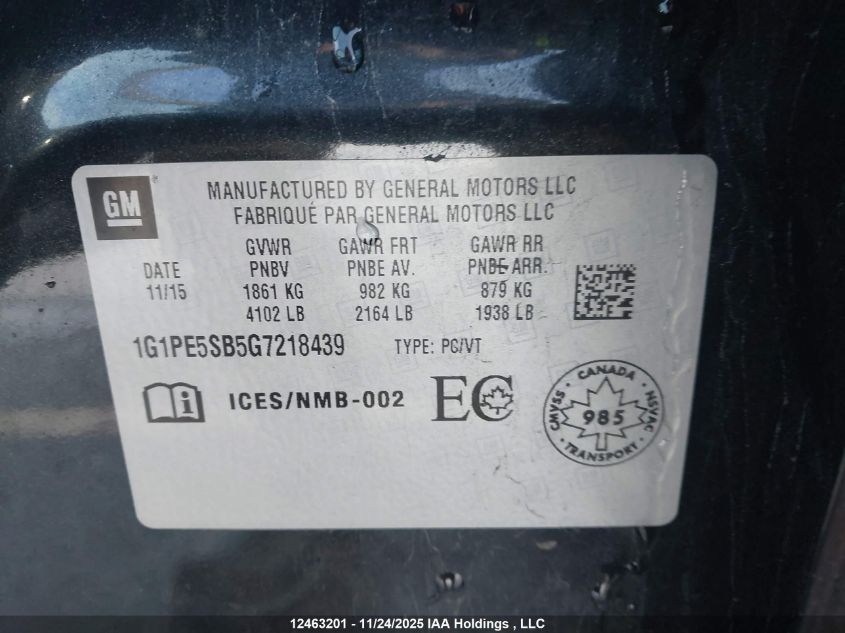 GM
MANUFACTURED BY GENERAL MOTORS LLC
FABRIQUÉ PAR GENERAL MOTORS LLC
GVWR GAWR FRT GAWR RR
DATE PNBV PNBE AV. PNBE ARR.
11/15 1861 KG 982 KG 879 KG
4102 LB 2164 LB 1938 LB
1G1PE5SB5G7218439 TYPE: PC/VT
ICES/NMB-002 EC
CANADA
CMVSS 985 NSVAC
TRANSPORT
12463201 - 11/24/2025 IAA Holdings , LLC